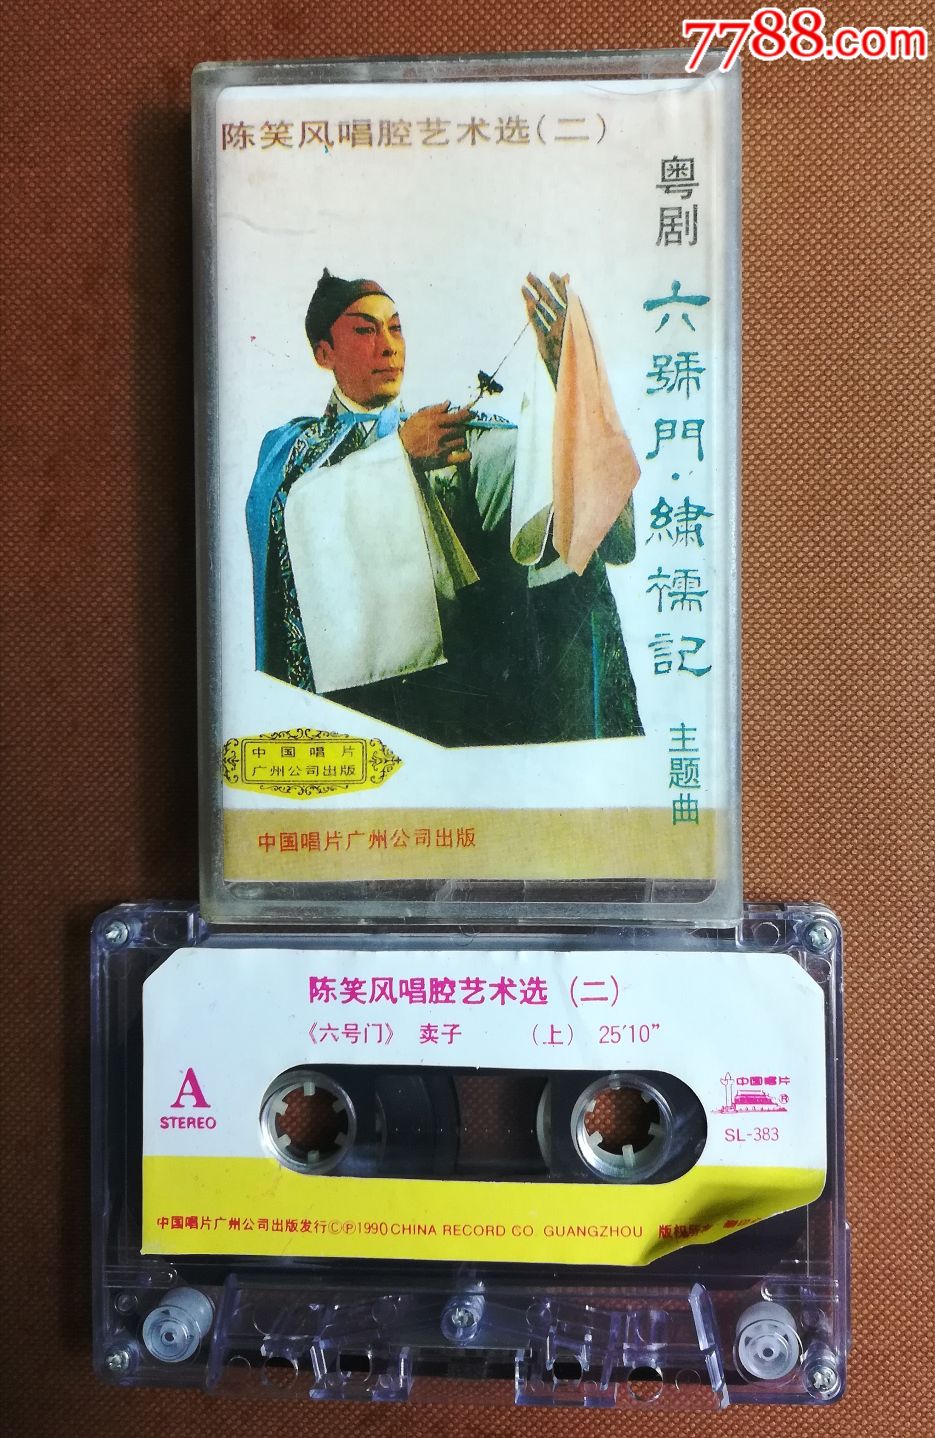 7788.com
陈笑风唱腔艺术选(二)
粤剧
六號門·繡襦記
主题曲
中国唱片
广州公司出版
中国唱片广州公司出版
陈笑风唱腔艺术选(二)
《六号门》 卖子 (上) 25'10"
A
STEREO
中国唱片
®
SL-383
中国唱片广州公司出版发行©℗1990 CHINA RECORD CO. GUANGZHOU 版权所有